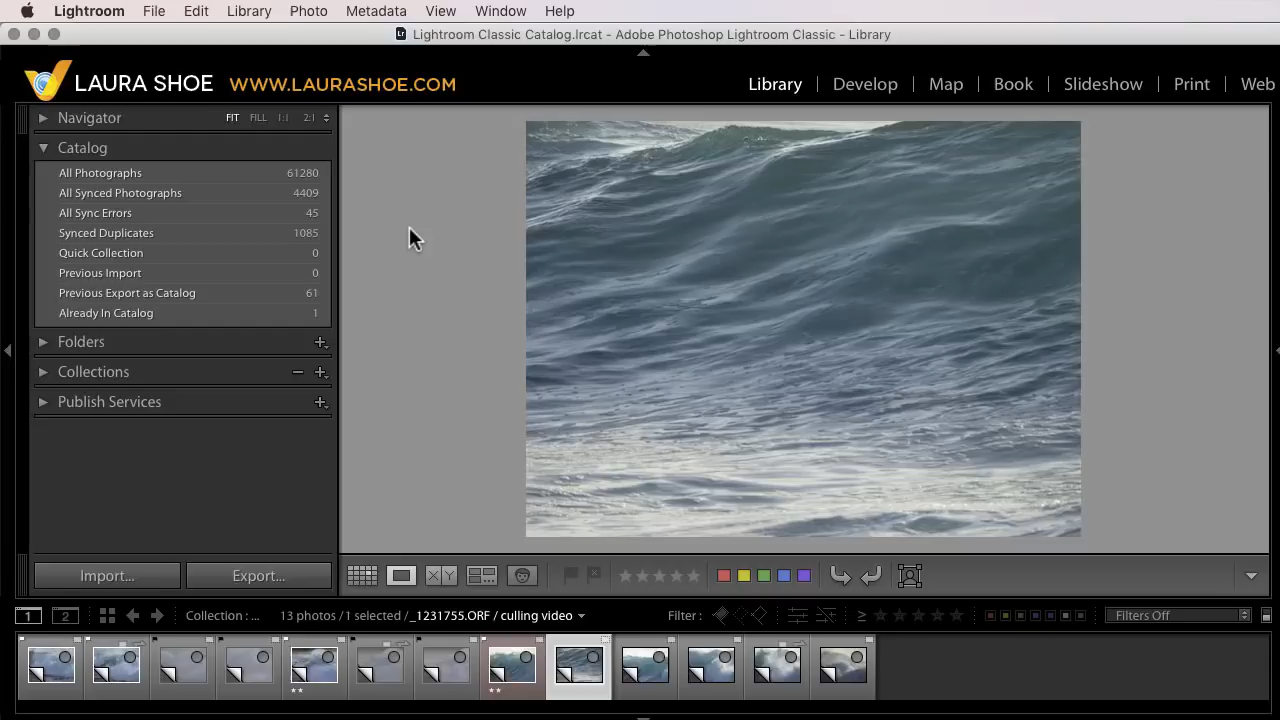 Lightroom File Edit Library Photo Metadata View Window Help
Lr Lightroom Classic Catalog.lrcat - Adobe Photoshop Lightroom Classic - Library
LAURA SHOE WWW.LAURASHOE.COM
Library | Develop | Map | Book | Slideshow | Print | Web
Navigator FIT FILL 1:1 2:1
Catalog
All Photographs 61280
All Synced Photographs 4409
All Sync Errors 45
Synced Duplicates 1085
Quick Collection 0
Previous Import 0
Previous Export as Catalog 61
Already In Catalog 1
Folders
Collections
Publish Services
Import... Export...
X Y
1 2 Collection : ... 13 photos / 1 selected / _1231755.ORF / culling video Filter : ≥ Filters Off